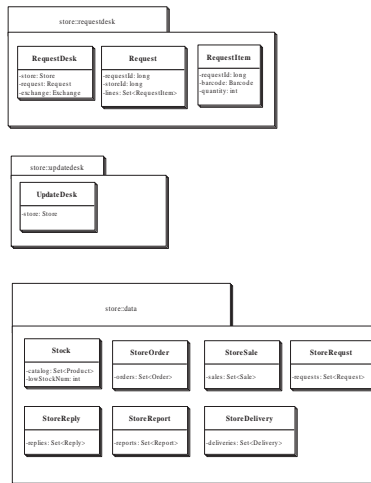 store::requestdesk
RequestDesk
-store: Store
-request: Request
-exchange: Exchange
Request
-requestId: long
-storeId: long
-lines: Set<RequestItem>
RequestItem
-requestId: long
-barcode: Barcode
-quantity: int
store::updatedesk
UpdateDesk
-store: Store
store::data
Stock
-catalog: Set<Product>
-lowStockNum: int
StoreOrder
-orders: Set<Order>
StoreSale
-sales: Set<Sale>
StoreRequst
-requests: Set<Request>
StoreReply
-replies: Set<Reply>
StoreReport
-reports: Set<Report>
StoreDelivery
-deliveries: Set<Delivery>